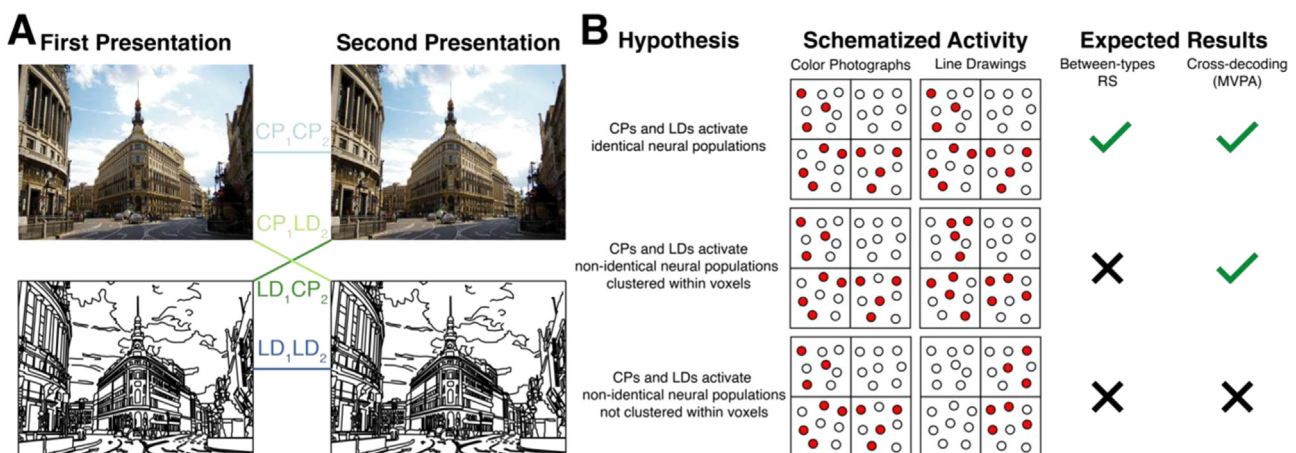 A First Presentation
Second Presentation
CP₁CP₂
CP₁LD₂
LD₁CP₂
LD₁LD₂
B Hypothesis
Schematized Activity
Expected Results
Color Photographs
Line Drawings
Between-types
RS
Cross-decoding
(MVPA)
CPs and LDs activate
identical neural populations
CPs and LDs activate
non-identical neural populations
clustered within voxels
CPs and LDs activate
non-identical neural populations
not clustered within voxels